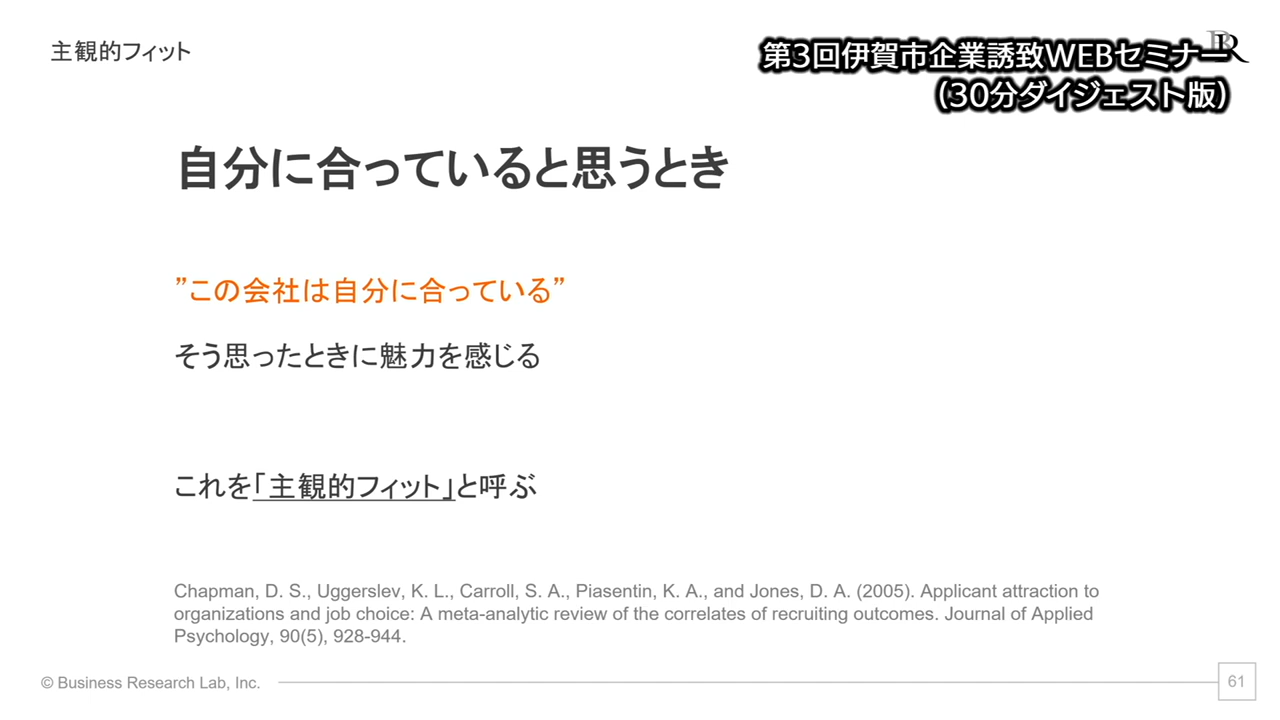 主観的フィット
第3回伊賀市企業誘致WEBセミナー
(30分ダイジェスト版)
自分に合っていると思うとき
”この会社は自分に合っている”
そう思ったときに魅力を感じる
これを「主観的フィット」と呼ぶ
Chapman, D. S., Uggerslev, K. L., Carroll, S. A., Piasentin, K. A., and Jones, D. A. (2005). Applicant attraction to
organizations and job choice: A meta-analytic review of the correlates of recruiting outcomes. Journal of Applied
Psychology, 90(5), 928-944.
© Business Research Lab, Inc.
61